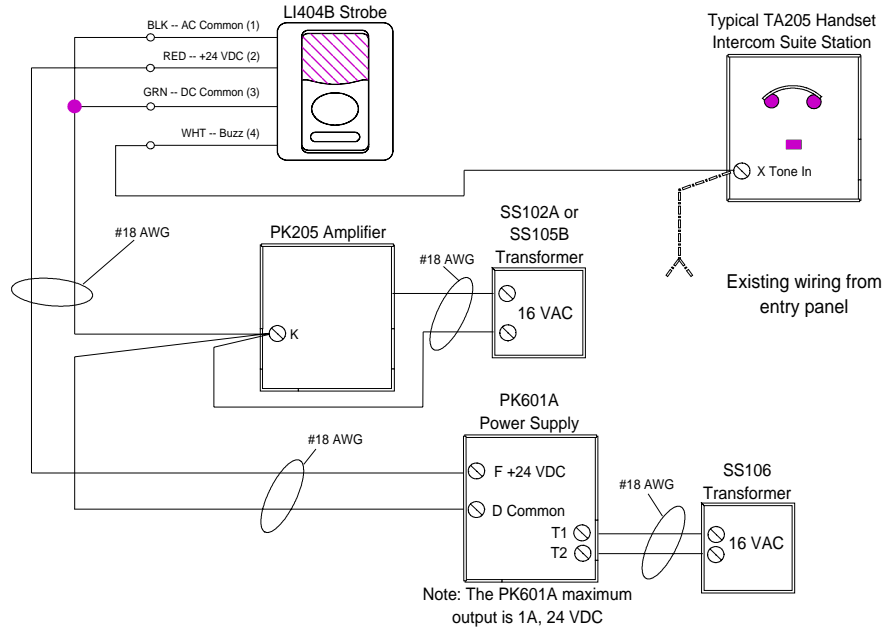 LI404B Strobe
BLK -- AC Common (1)
RED -- +24 VDC (2)
GRN -- DC Common (3)
WHT -- Buzz (4)
Typical TA205 Handset
Intercom Suite Station
X Tone In
Existing wiring from
entry panel
#18 AWG
PK205 Amplifier
K
#18 AWG
SS102A or
SS105B
Transformer
16 VAC
PK601A
Power Supply
#18 AWG
F +24 VDC
D Common
T1
T2
#18 AWG
SS106
Transformer
16 VAC
Note: The PK601A maximum
output is 1A, 24 VDC